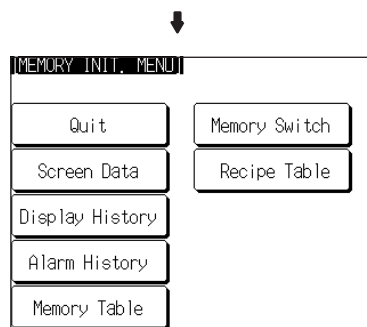 [MEMORY INIT. MENU]
Quit
Memory Switch
Screen Data
Recipe Table
Display History
Alarm History
Memory Table